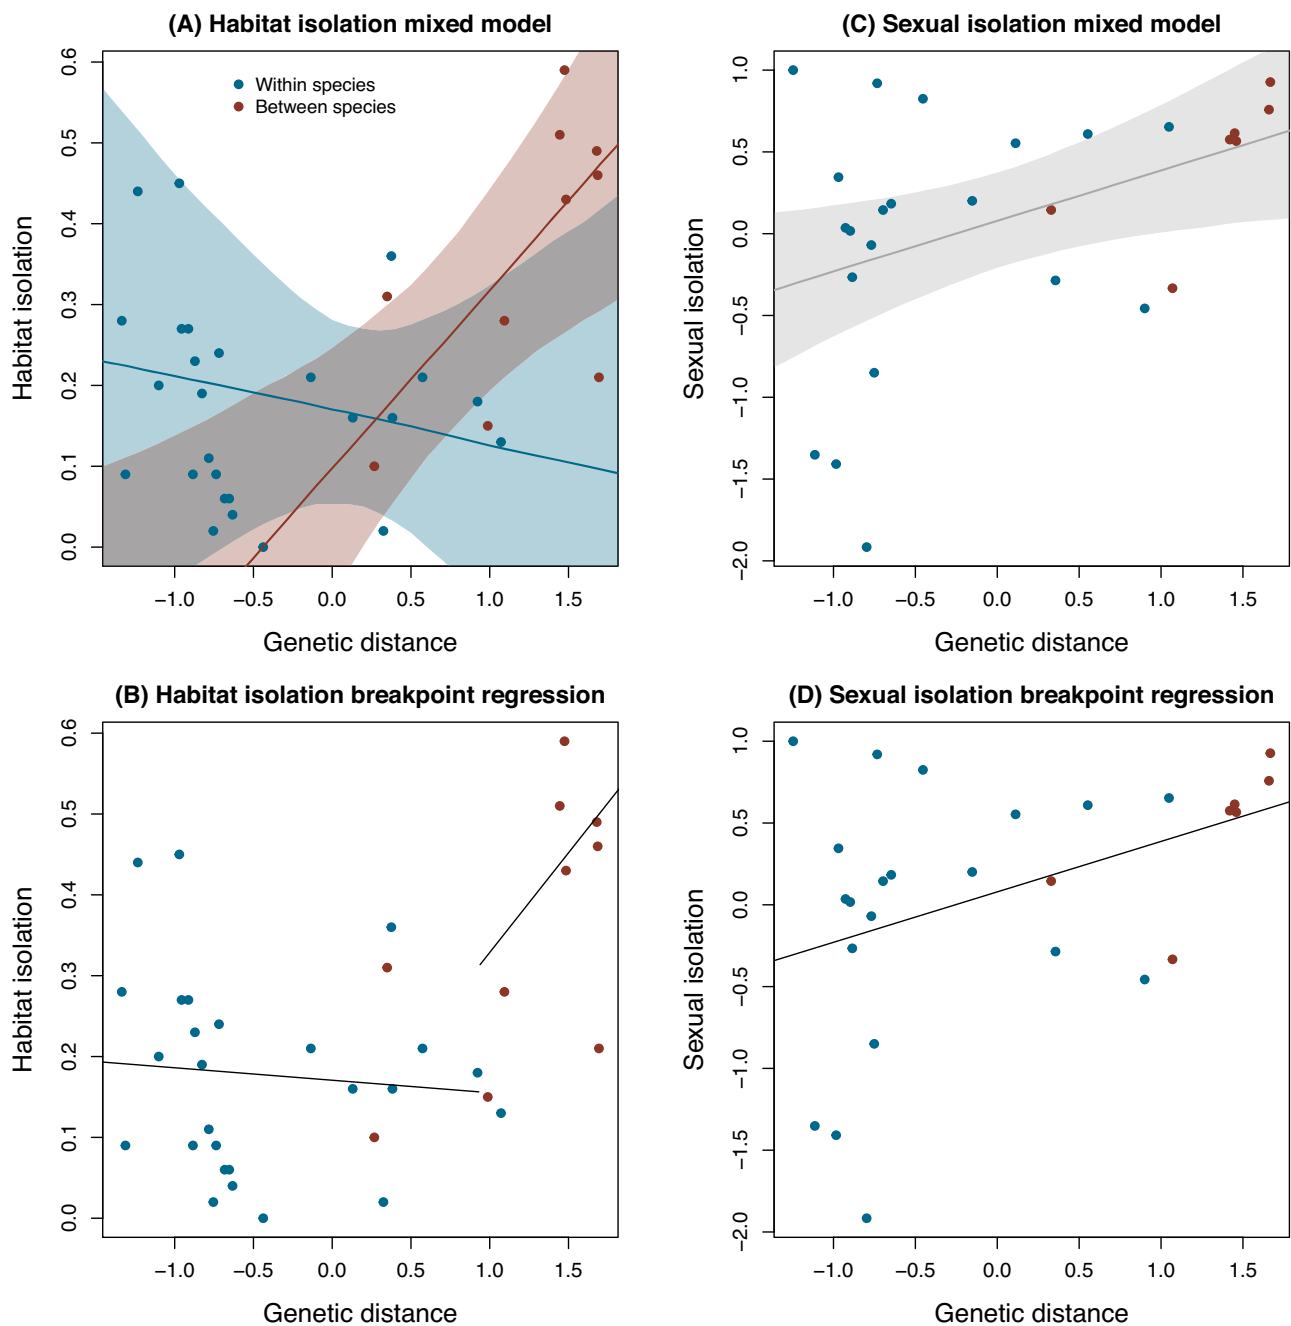 (A) Habitat isolation mixed model
Within species
Between species
Habitat isolation
0.6
0.5
0.4
0.3
0.2
0.1
0.0
−1.0 −0.5 0.0 0.5 1.0 1.5
Genetic distance
(C) Sexual isolation mixed model
Sexual isolation
1.0
0.5
0.0
−0.5
−1.0
−1.5
−2.0
−1.0 −0.5 0.0 0.5 1.0 1.5
Genetic distance
(B) Habitat isolation breakpoint regression
Habitat isolation
0.6
0.5
0.4
0.3
0.2
0.1
0.0
−1.0 −0.5 0.0 0.5 1.0 1.5
Genetic distance
(D) Sexual isolation breakpoint regression
Sexual isolation
1.0
0.5
0.0
−0.5
−1.0
−1.5
−2.0
−1.0 −0.5 0.0 0.5 1.0 1.5
Genetic distance